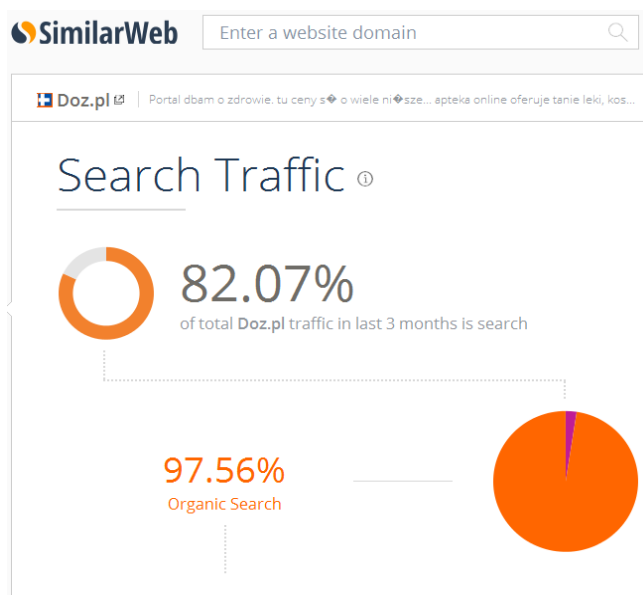 SimilarWeb
Enter a website domain
Doz.pl
Portal dbam o zdrowie. tu ceny s� o wiele ni�sze... apteka online oferuje tanie leki, kos...
Search Traffic
82.07%
of total Doz.pl traffic in last 3 months is search
97.56%
Organic Search